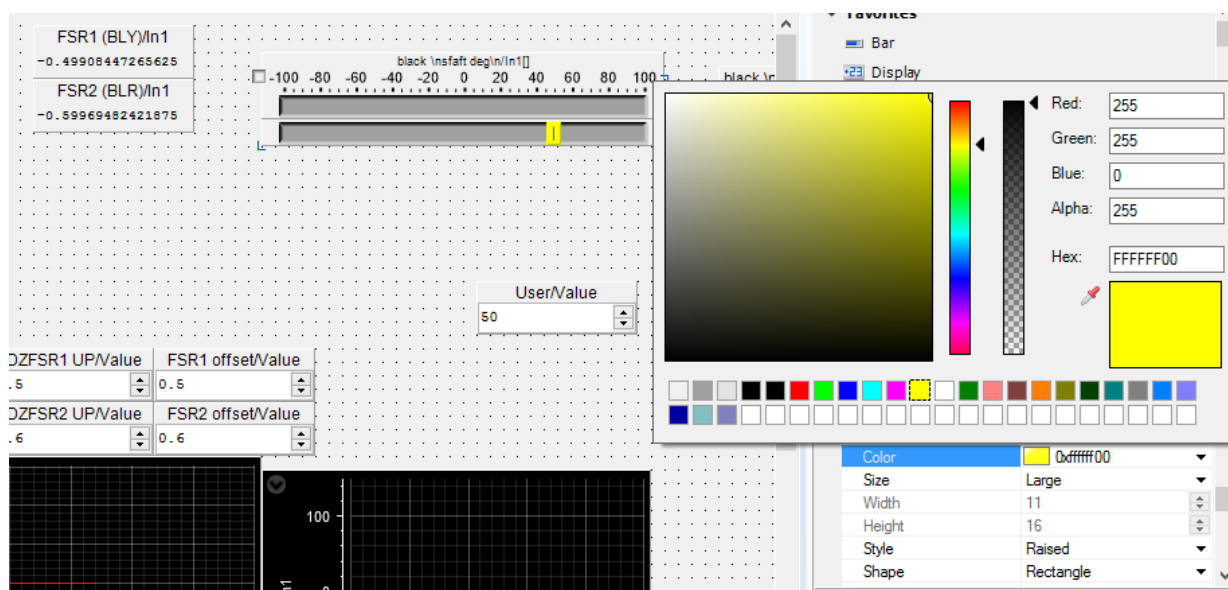 Favorites
Bar
+23 Display
FSR1 (BLY)/In1
-0.49908447265625
FSR2 (BLR)/In1
-0.59969482421875
black \nsfaft deg\n/In1[]
-100 -80 -60 -40 -20 0 20 40 60 80 100
black \n
Red: 255
Green: 255
Blue: 0
Alpha: 255
Hex: FFFFFF00
User/Value
50
DZFSR1 UP/Value FSR1 offset/Value
.5 0.5
DZFSR2 UP/Value FSR2 offset/Value
.6 0.6
100
Color 0xffffff00
Size Large
Width 11
Height 16
Style Raised
Shape Rectangle